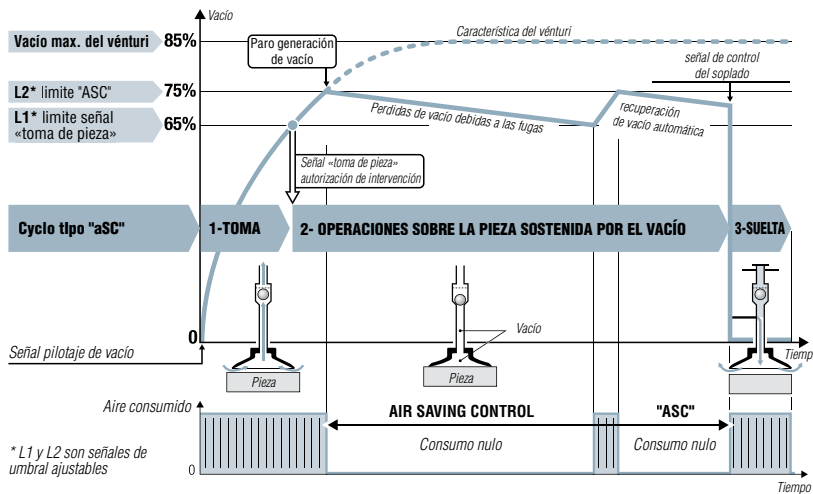 Vacío
Vacío max. del vénturi 85%
Característica del vénturi
Paro generación
de vacío
señal de control
del soplado
L2* limite "ASC" 75%
L1* limite señal
«toma de pieza» 65%
Perdidas de vacío debidas a las fugas
recuperación
de vacío automática
Señal «toma de pieza»
autorización de intervención
Cyclo tIpo "aSC"
1-TOMA
2- OPERACIONES SOBRE LA PIEZA SOSTENIDA POR EL VACÍO
3-SUELTA
Vacío
0
Señal pilotaje de vacío
Tiemp
Pieza
Pieza
Aire consumido
AIR SAVING CONTROL
"ASC"
Consumo nulo
Consumo nulo
* L1 y L2 son señales de
umbral ajustables
0
Tiempo